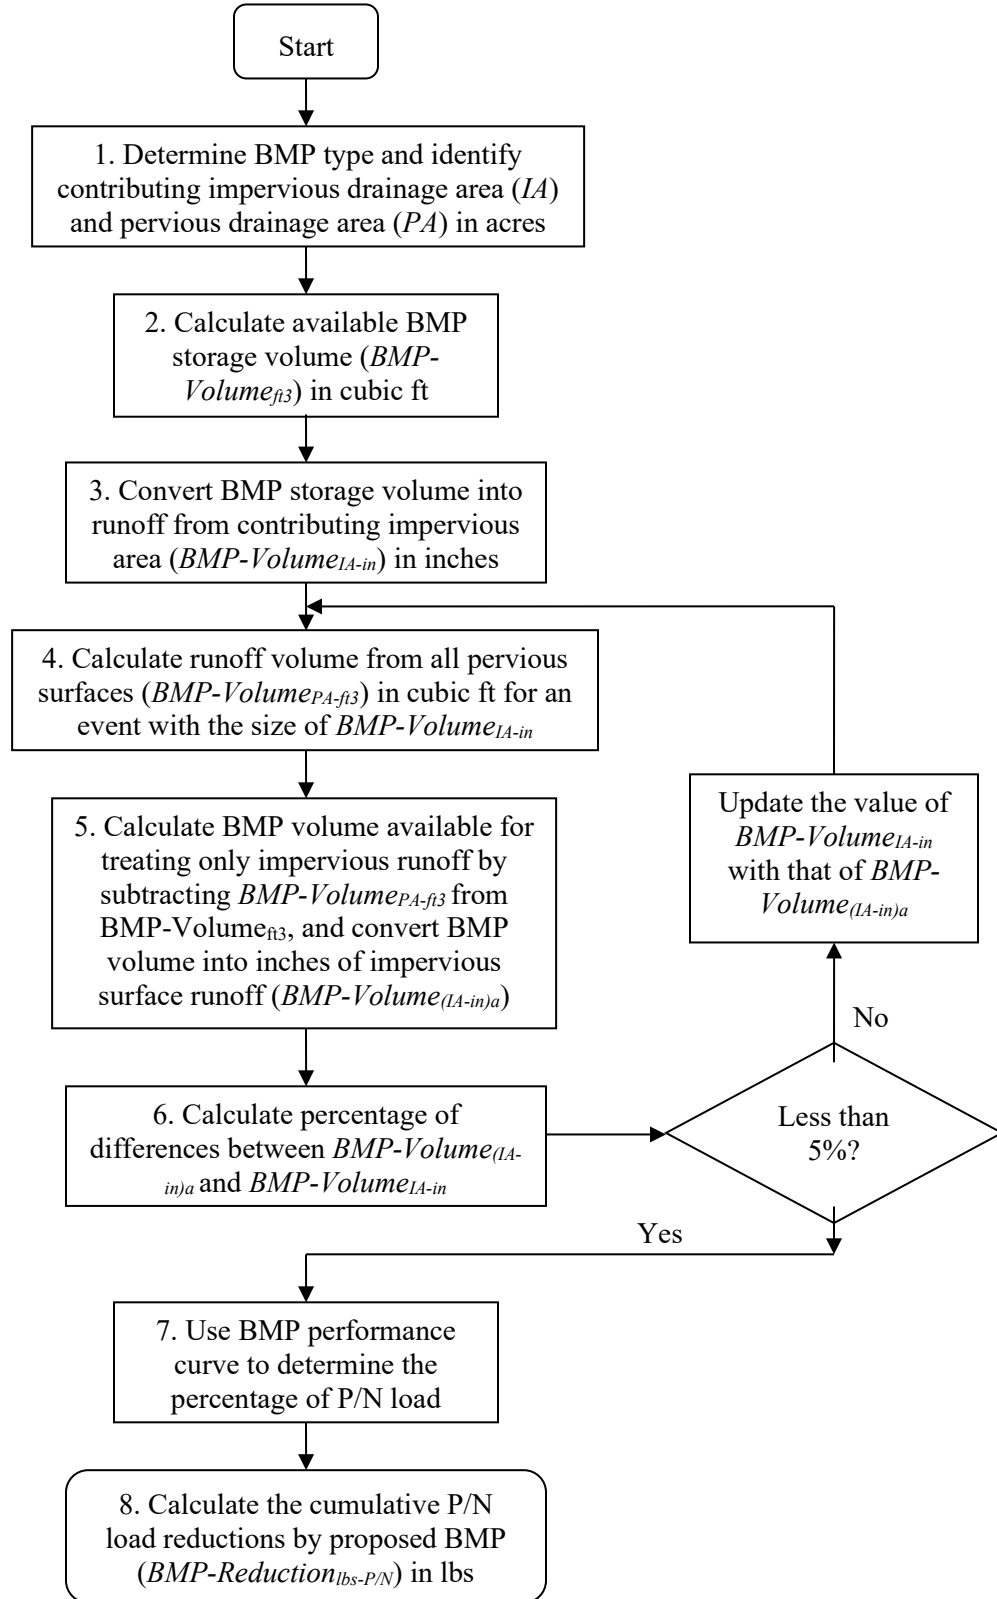 Start
1. Determine BMP type and identify
contributing impervious drainage area (IA)
and pervious drainage area (PA) in acres
2. Calculate available BMP
storage volume (BMP-
Volumeft3) in cubic ft
3. Convert BMP storage volume into
runoff from contributing impervious
area (BMP-VolumeIA-in) in inches
4. Calculate runoff volume from all pervious
surfaces (BMP-VolumePA-ft3) in cubic ft for an
event with the size of BMP-VolumeIA-in
5. Calculate BMP volume available for
treating only impervious runoff by
subtracting BMP-VolumePA-ft3 from
BMP-Volumeft3, and convert BMP
volume into inches of impervious
surface runoff (BMP-Volume(IA-in)a)
Update the value of
BMP-VolumeIA-in
with that of BMP-
Volume(IA-in)a
No
6. Calculate percentage of
differences between BMP-Volume(IA-
in)a and BMP-VolumeIA-in
Less than
5%?
Yes
7. Use BMP performance
curve to determine the
percentage of P/N load
8. Calculate the cumulative P/N
load reductions by proposed BMP
(BMP-Reductionlbs-P/N) in lbs